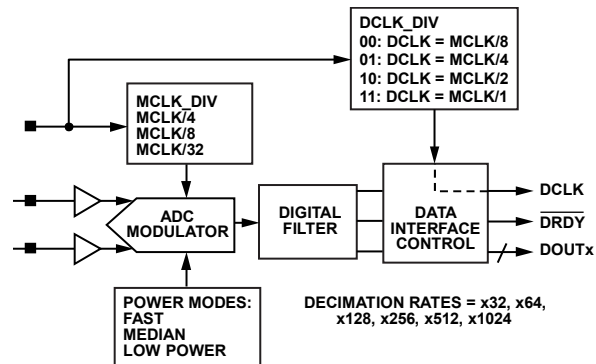 DCLK_DIV
00: DCLK = MCLK/8
01: DCLK = MCLK/4
10: DCLK = MCLK/2
11: DCLK = MCLK/1
MCLK_DIV
MCLK/4
MCLK/8
MCLK/32
ADC
MODULATOR
DIGITAL
FILTER
DATA
INTERFACE
CONTROL
DCLK
DRDY
DOUTx
POWER MODES:
FAST
MEDIAN
LOW POWER
DECIMATION RATES = x32, x64,
x128, x256, x512, x1024